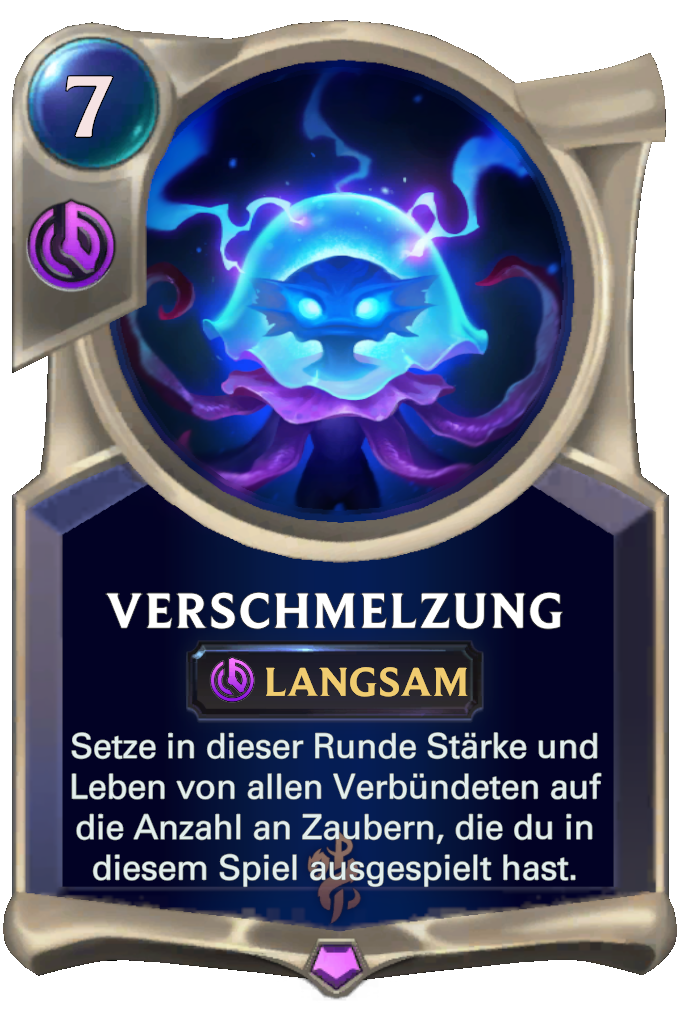 7
VERSCHMELZUNG
LANGSAM
Setze in dieser Runde Stärke und
Leben von allen Verbündeten auf
die Anzahl an Zaubern, die du in
diesem Spiel ausgespielt hast.